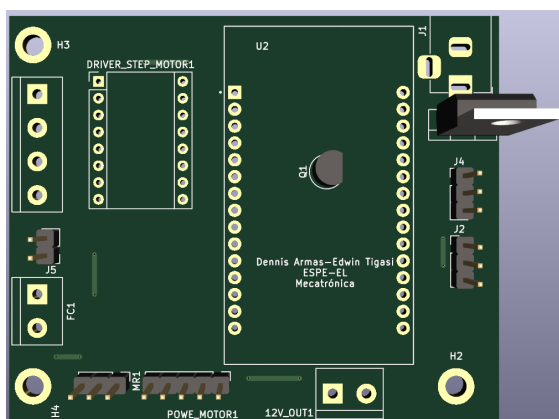 H3
J1
U2
DRIVER_STEP_MOTOR1
Q1
J4
J2
Dennis Armas-Edwin Tigasi
ESPE-EL
Mecatrónica
J5
FC1
H2
MR1
H4
POWE_MOTOR1
12V_OUT1